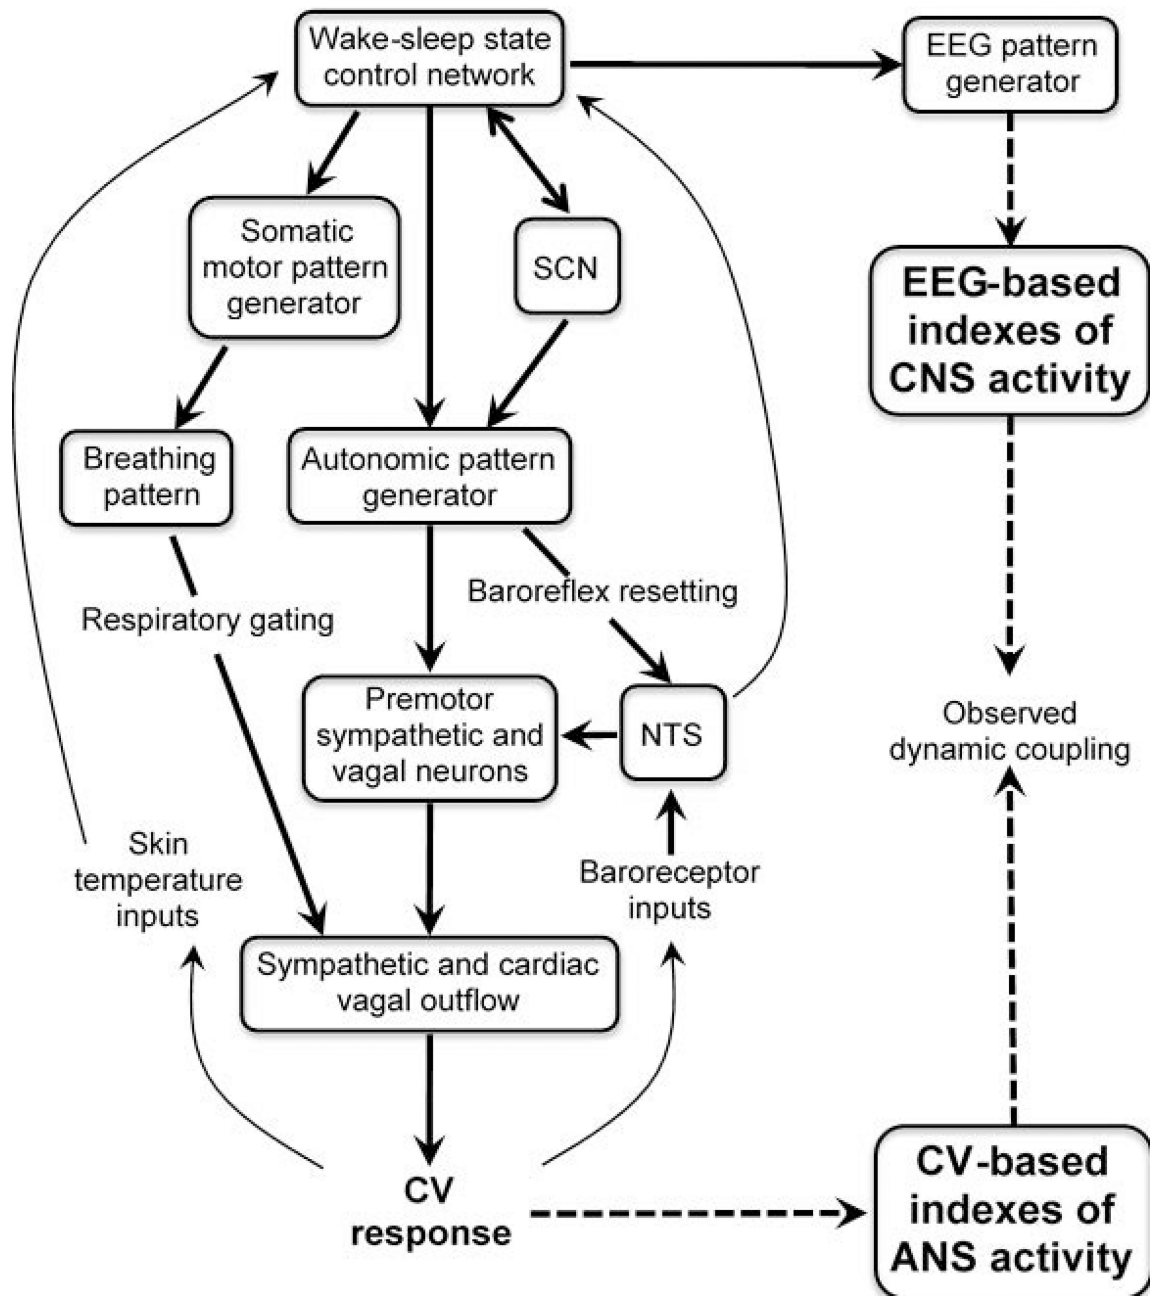 Wake-sleep state
control network
EEG pattern
generator
Somatic
motor pattern
generator
SCN
EEG-based
indexes of
CNS activity
Breathing
pattern
Autonomic pattern
generator
Baroreflex resetting
Respiratory gating
Premotor
sympathetic and
vagal neurons
NTS
Observed
dynamic coupling
Skin
temperature
inputs
Baroreceptor
inputs
Sympathetic and cardiac
vagal outflow
CV
response
CV-based
indexes of
ANS activity